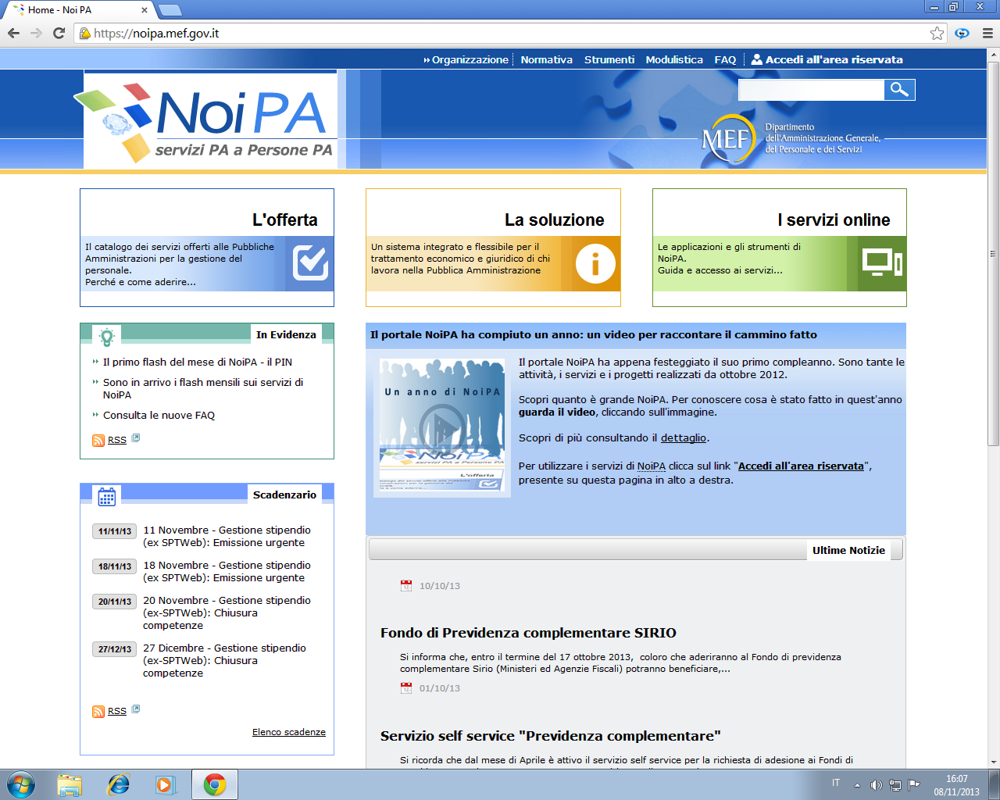 Home - Noi PA
https://noipa.mef.gov.it
Organizzazione Normativa Strumenti Modulistica FAQ Accedi all'area riservata
NoiPA
servizi PA a Persone PA
MEF
Dipartimento
dell'Amministrazione Generale,
del Personale e dei Servizi
L'offerta
Il catalogo dei servizi offerti alle Pubbliche
Amministrazioni per la gestione del
personale.
Perché e come aderire...
La soluzione
Un sistema integrato e flessibile per il
trattamento economico e giuridico di chi
lavora nella Pubblica Amministrazione
I servizi online
Le applicazioni e gli strumenti di
NoiPA.
Guida e accesso ai servizi...
In Evidenza
Il primo flash del mese di NoiPA - il PIN
Sono in arrivo i flash mensili sui servizi di
NoiPA
Consulta le nuove FAQ
RSS
Scadenzario
11/11/13 11 Novembre - Gestione stipendio
(ex SPTWeb): Emissione urgente
18/11/13 18 Novembre - Gestione stipendio
(ex SPTWeb): Emissione urgente
20/11/13 20 Novembre - Gestione stipendio
(ex-SPTWeb): Chiusura
competenze
27/12/13 27 Dicembre - Gestione stipendio
(ex-SPTWeb): Chiusura
competenze
RSS
Elenco scadenze
Il portale NoiPA ha compiuto un anno: un video per raccontare il cammino fatto
Un anno di NoiPA
NoiPA
servizi PA a Persone PA
L'offerta
Il portale NoiPA ha appena festeggiato il suo primo compleanno. Sono tante le
attività, i servizi e i progetti realizzati da ottobre 2012.
Scopri quanto è grande NoiPA. Per conoscere cosa è stato fatto in quest'anno
guarda il video, cliccando sull'immagine.
Scopri di più consultando il dettaglio.
Per utilizzare i servizi di NoiPA clicca sul link "Accedi all'area riservata",
presente su questa pagina in alto a destra.
Ultime Notizie
10/10/13
Fondo di Previdenza complementare SIRIO
Si informa che, entro il termine del 17 ottobre 2013, coloro che aderiranno al Fondo di previdenza
complementare Sirio (Ministeri ed Agenzie Fiscali) potranno beneficiare,...
01/10/13
Servizio self service "Previdenza complementare"
Si ricorda che dal mese di Aprile è attivo il servizio self service per la richiesta di adesione ai Fondi di
IT
16:07
08/11/2013